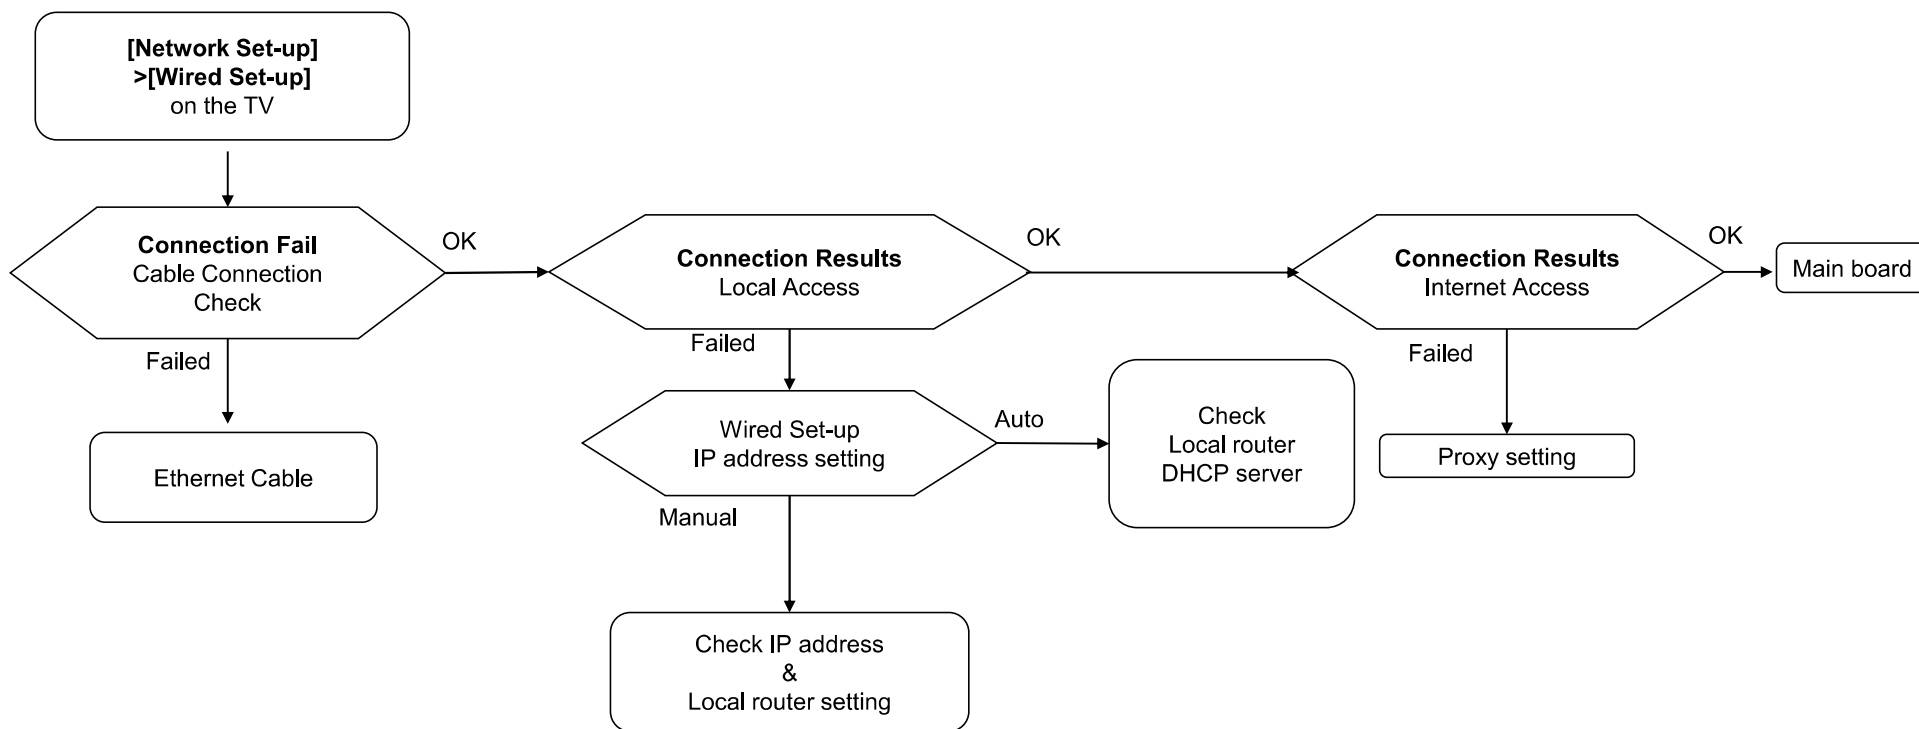 [Network Set-up]
>[Wired Set-up]
on the TV
Connection Fail
Cable Connection
Check
OK
Failed
Ethernet Cable
Connection Results
Local Access
OK
Failed
Wired Set-up
IP address setting
Auto
Check
Local router
DHCP server
Manual
Check IP address
&
Local router setting
Connection Results
Internet Access
OK
Main board
Failed
Proxy setting